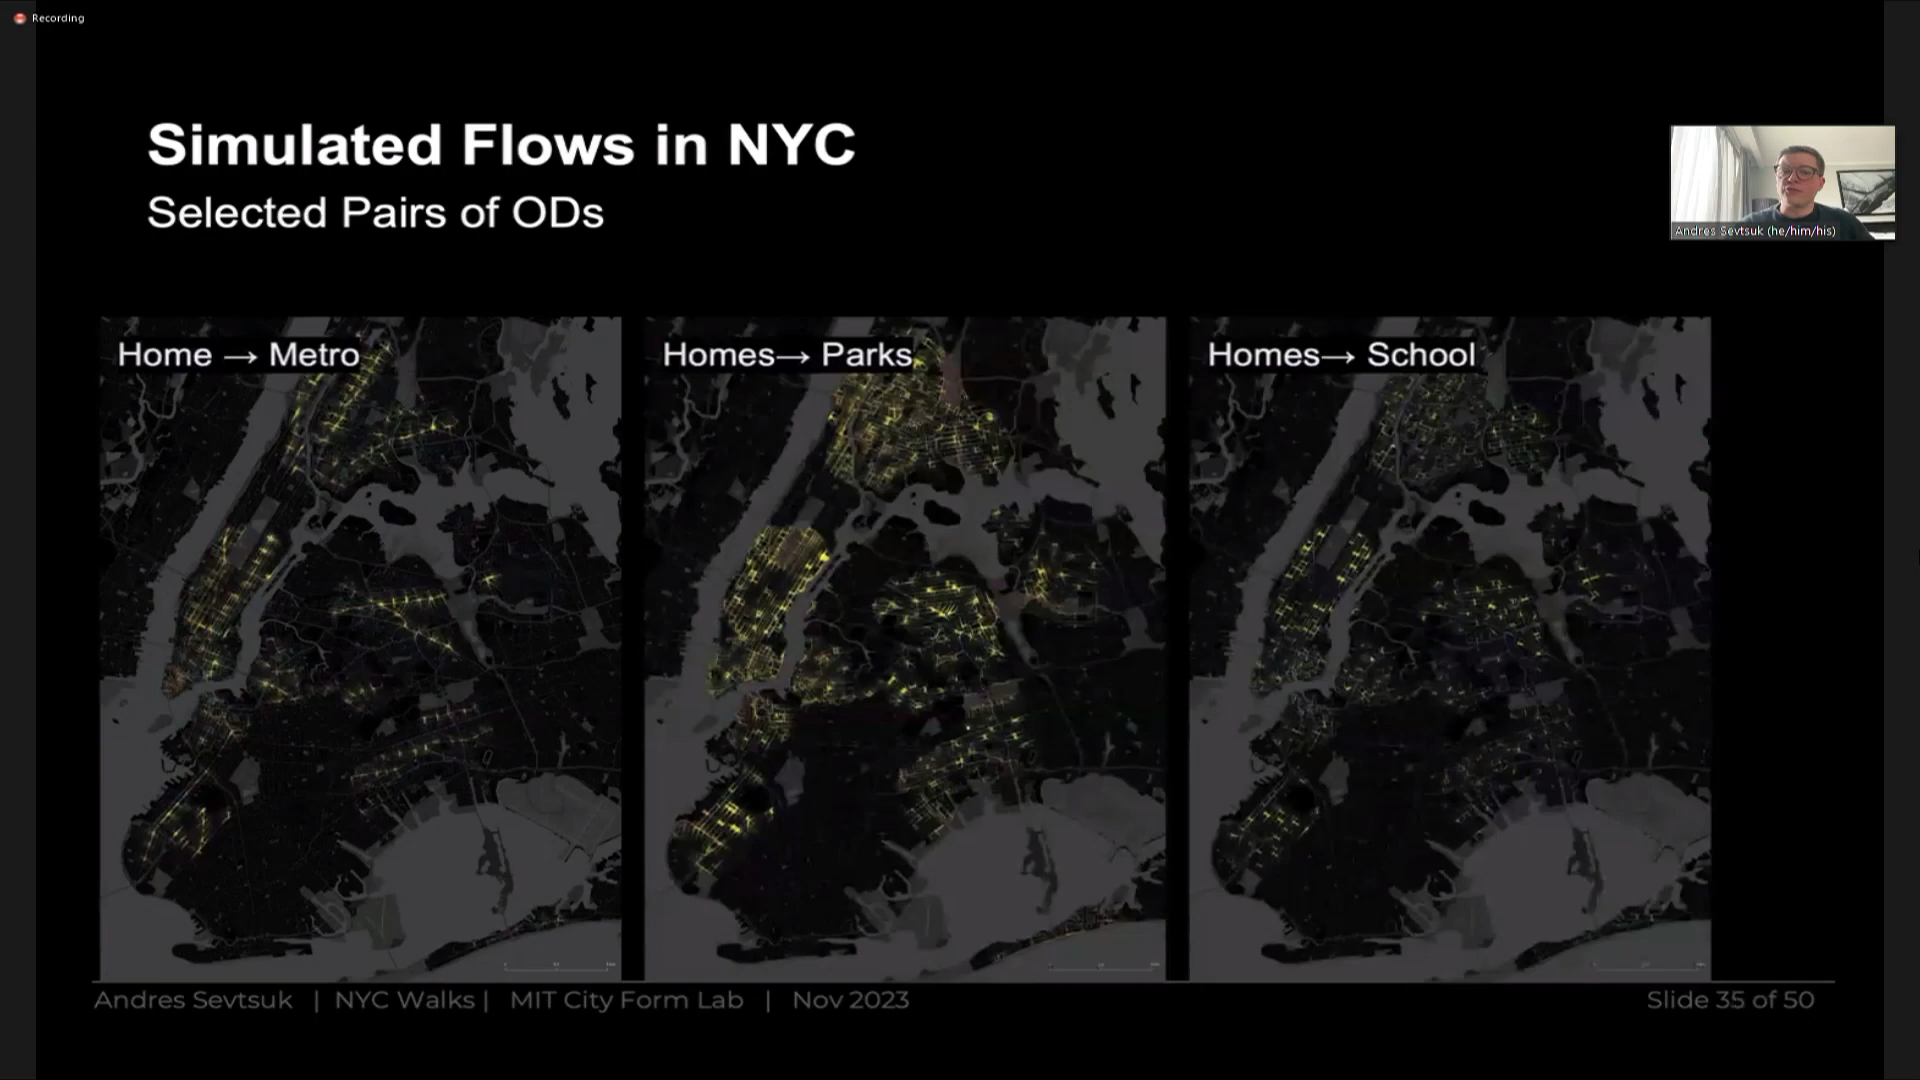 Recording
Simulated Flows in NYC
Selected Pairs of ODs
Andres Sevtsuk (he/him/his)
Home → Metro
Homes→ Parks
Homes→ School
Andres Sevtsuk | NYC Walks | MIT City Form Lab | Nov 2023
Slide 35 of 50